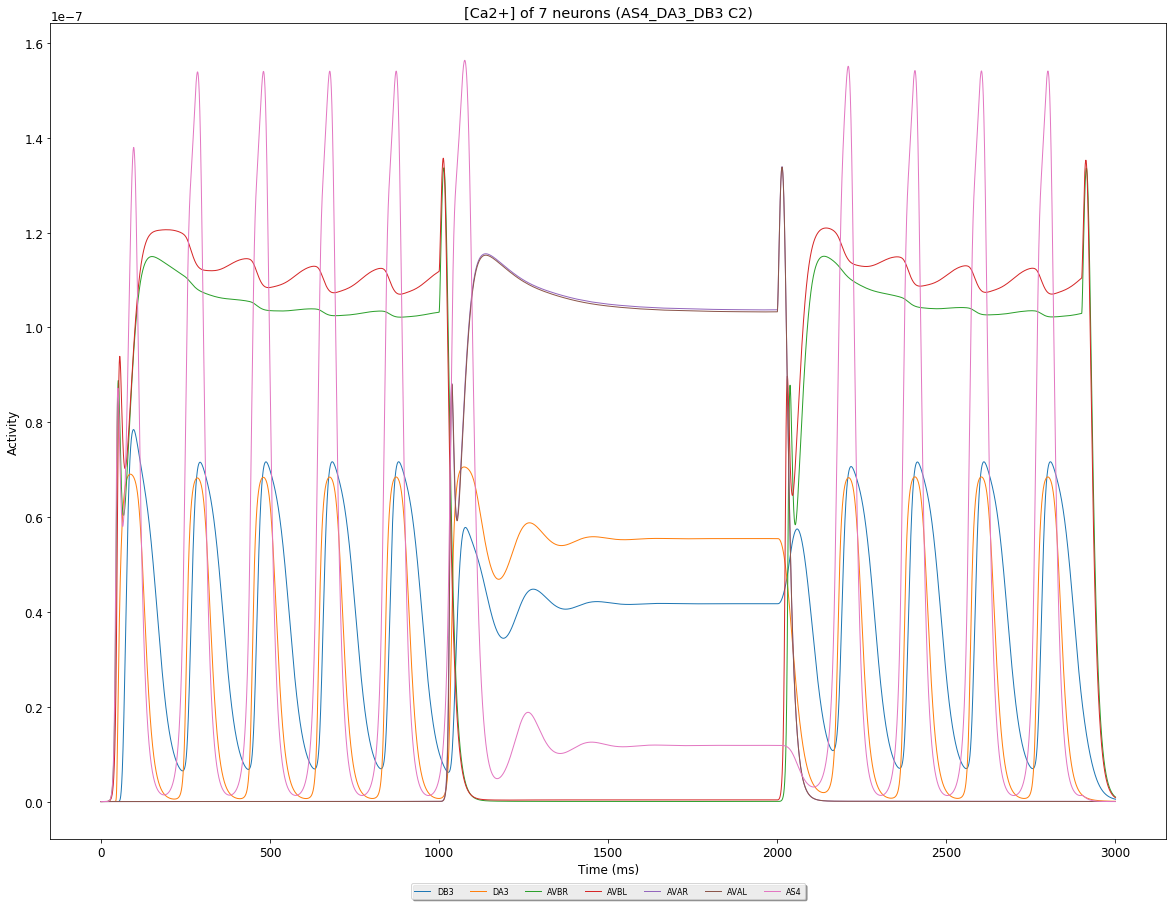 [Ca2+] of 7 neurons (AS4_DA3_DB3 C2)
1e−7
1.6
1.4
1.2
1.0
0.8
0.6
0.4
0.2
0.0
Activity
0 500 1000 1500 2000 2500 3000
Time (ms)
DB3 DA3 AVBR AVBL AVAR AVAL AS4